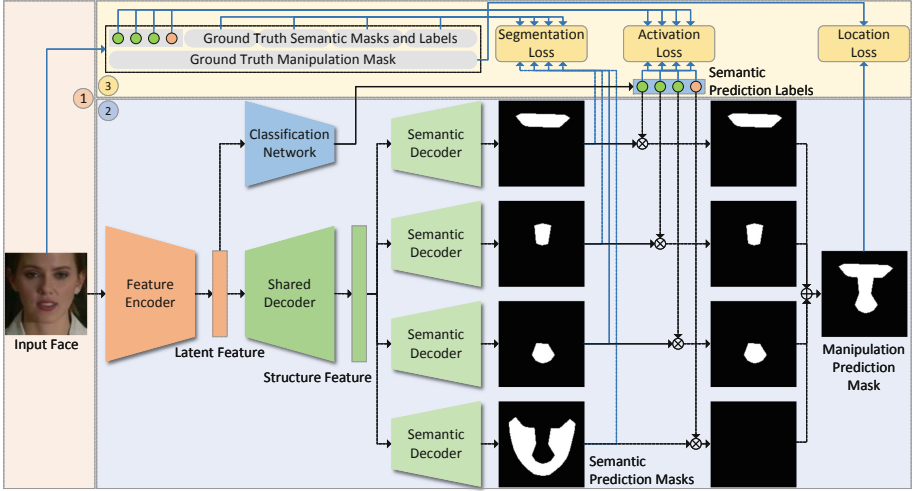 Ground Truth Semantic Masks and Labels
Ground Truth Manipulation Mask
Segmentation
Loss
Activation
Loss
Location
Loss
3
Semantic
Prediction Labels
1
2
Classification
Network
Semantic
Decoder
Semantic
Decoder
Feature
Encoder
Shared
Decoder
Input Face
Latent Feature
Structure Feature
Semantic
Decoder
Manipulation
Prediction
Mask
Semantic
Decoder
Semantic
Prediction Masks